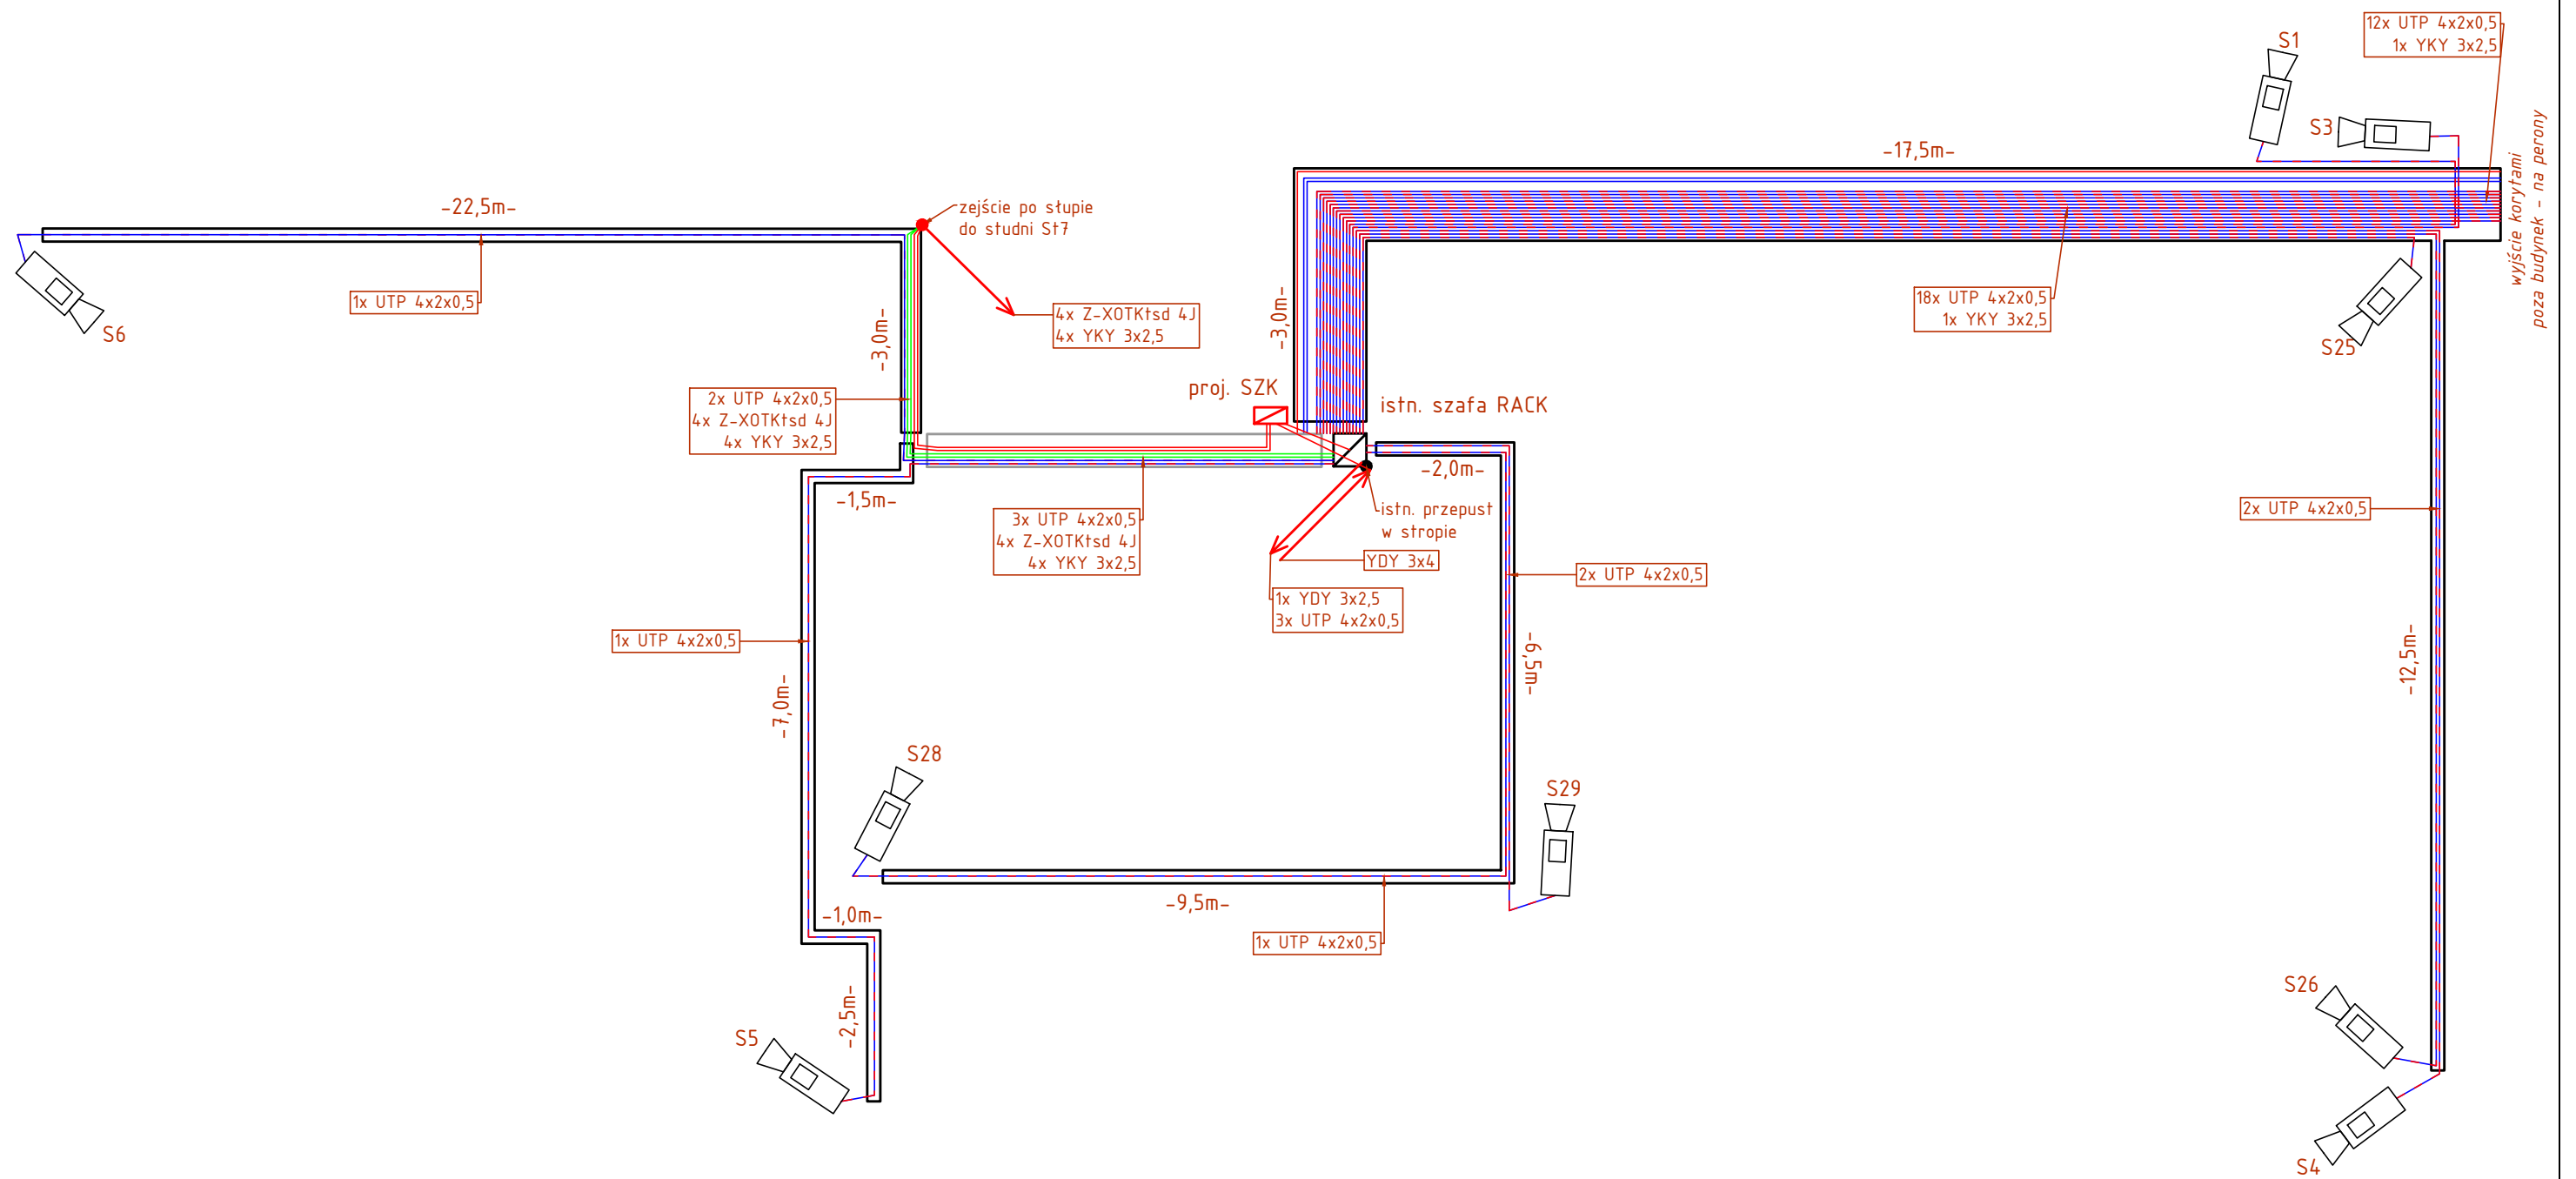 12x UTP 4x2x0,5
1x YKY 3x2,5
S1
S3
-17,5m-
wyjście korytami
poza budynek - na perony
-22,5m-
zejście po słupie
do studni St7
1x UTP 4x2x0,5
S6
-3,0m-
4x Z-XOTKtsd 4J
4x YKY 3x2,5
-3,0m-
18x UTP 4x2x0,5
1x YKY 3x2,5
S25
proj. SZK
istn. szafa RACK
2x UTP 4x2x0,5
4x Z-XOTKtsd 4J
4x YKY 3x2,5
-1,5m-
-2,0m-
3x UTP 4x2x0,5
4x Z-XOTKtsd 4J
4x YKY 3x2,5
istn. przepust
w stropie
YDY 3x4
2x UTP 4x2x0,5
2x UTP 4x2x0,5
1x YDY 3x2,5
3x UTP 4x2x0,5
1x UTP 4x2x0,5
-7,0m-
-6,5m-
-12,5m-
S28
S29
-1,0m-
-9,5m-
1x UTP 4x2x0,5
-2,5m-
S5
S26
S4